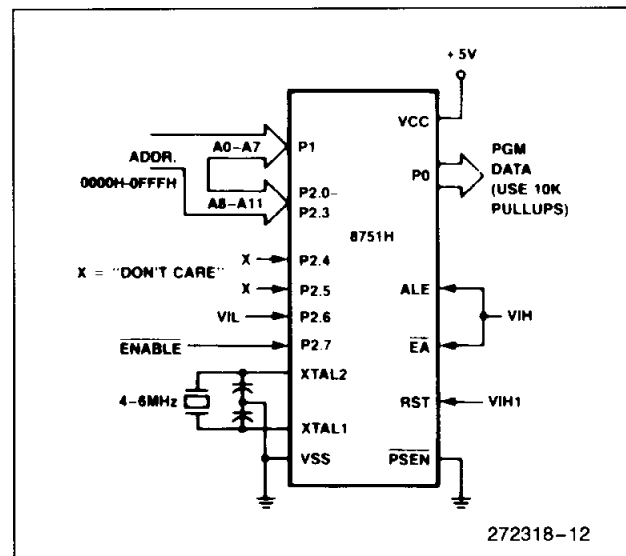 + 5V
VCC
PGM
DATA
(USE 10K
PULLUPS)
P0
A0-A7
P1
ADDR.
0000H-0FFFH
A8-A11
P2.0-
P2.3
8751H
X
P2.4
X = "DON'T CARE"
X
P2.5
VIL
P2.6
ENABLE
P2.7
ALE
VIH
EA
XTAL2
4-6MHz
XTAL1
RST
VIH1
VSS
PSEN
272318-12